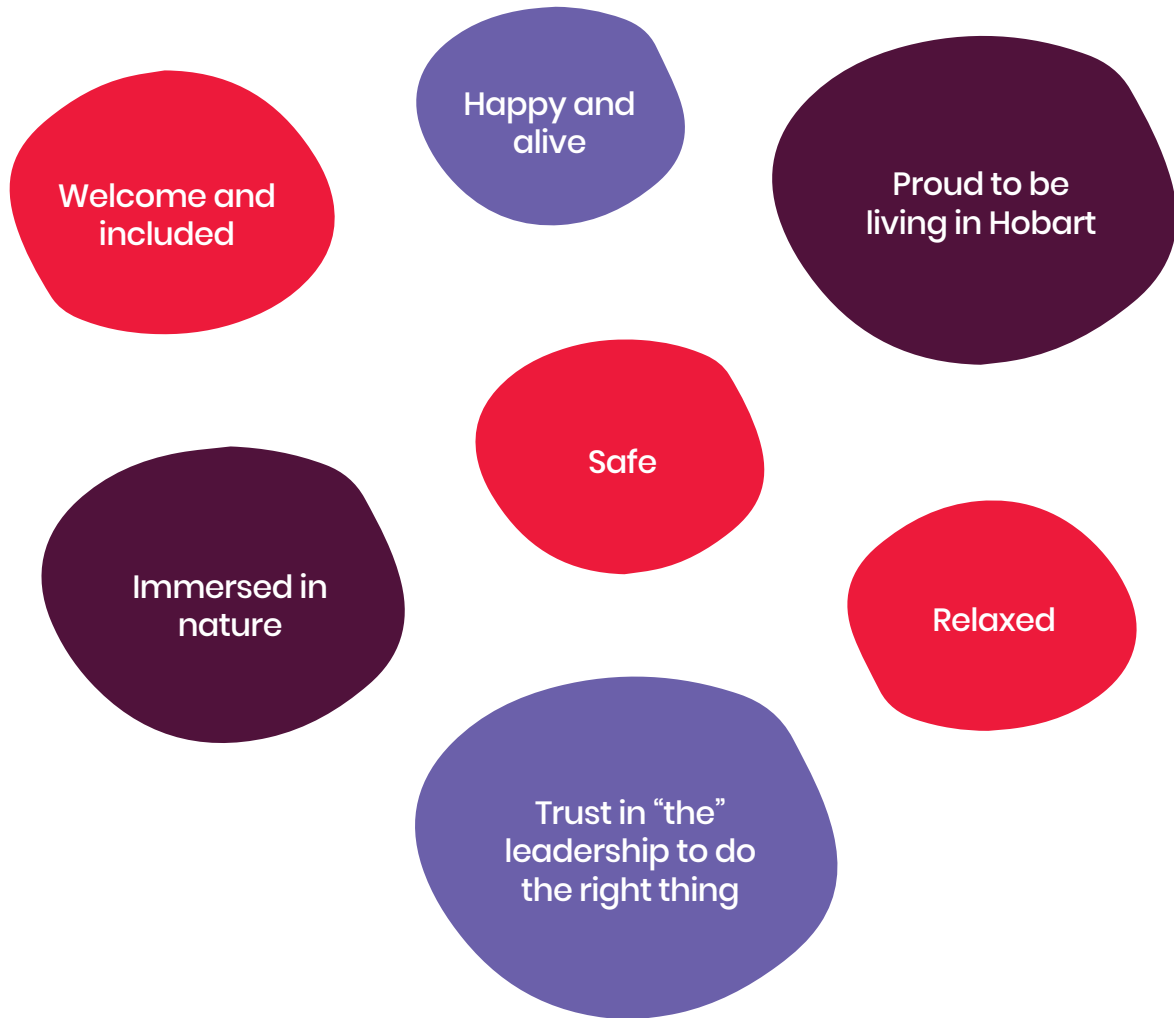 Happy and
alive
Welcome and
included
Proud to be
living in Hobart
Safe
Immersed in
nature
Relaxed
Trust in “the”
leadership to do
the right thing